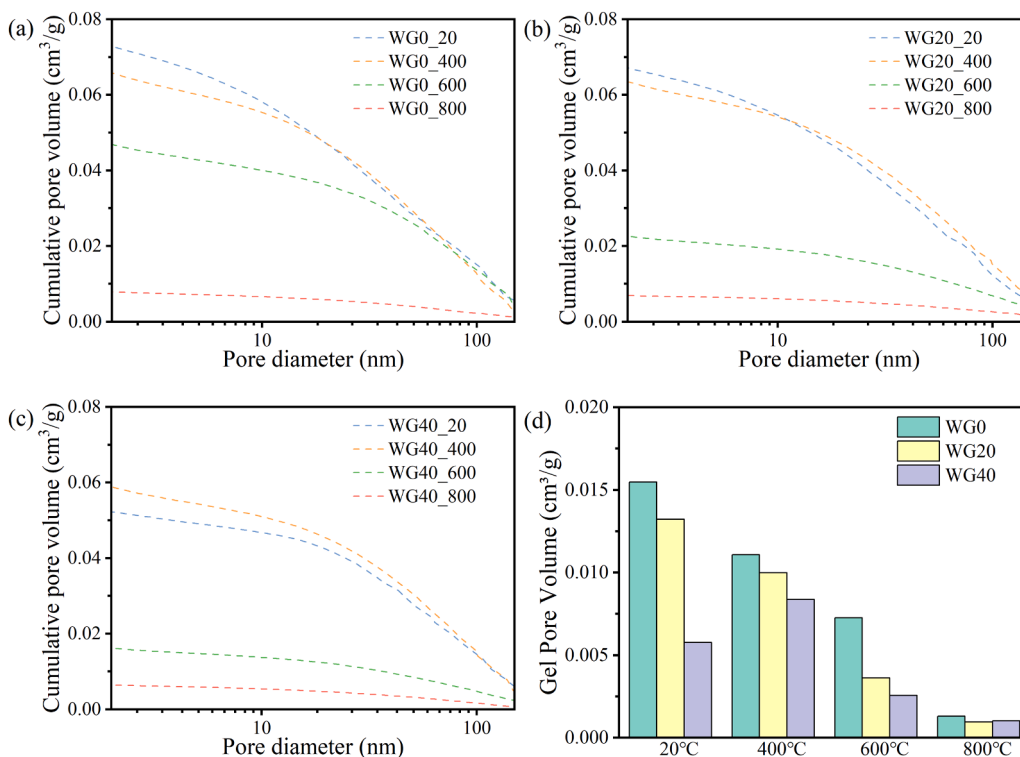 (a)
Cumulative pore volume (cm³/g)
0.08
0.06
0.04
0.02
0.00
WG0_20
WG0_400
WG0_600
WG0_800
10
100
Pore diameter (nm)
(b)
Cumulative pore volume (cm³/g)
0.08
0.06
0.04
0.02
0.00
WG20_20
WG20_400
WG20_600
WG20_800
10
100
Pore diameter (nm)
(c)
Cumulative pore volume (cm³/g)
0.08
0.06
0.04
0.02
0.00
WG40_20
WG40_400
WG40_600
WG40_800
10
100
Pore diameter (nm)
(d)
Gel Pore Volume (cm³/g)
0.020
0.015
0.010
0.005
0.000
WG0
WG20
WG40
20℃
400℃
600℃
800℃